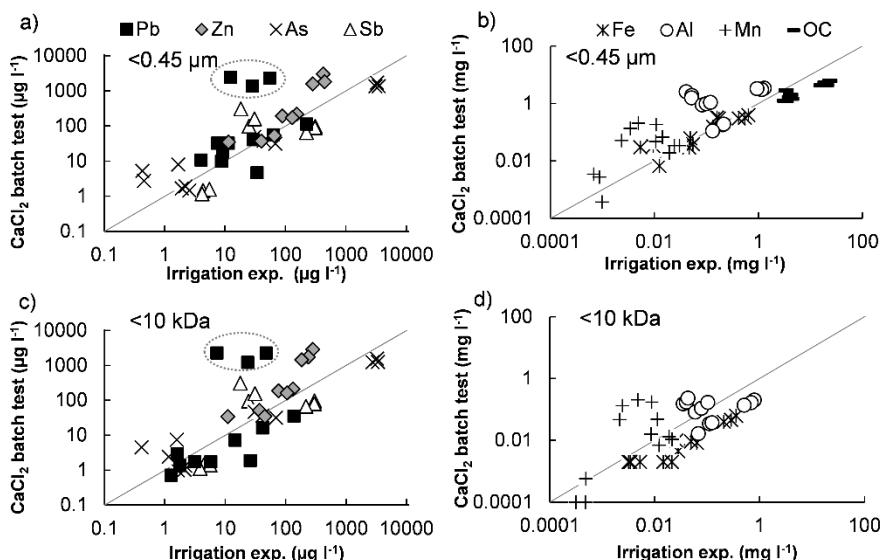 a)
■ Pb ◆ Zn × As △ Sb
<0.45 µm
CaCl₂ batch test (µg l⁻¹)
10000
1000
100
10
1
0.1
0.1 1 10 100 1000 10000
Irrigation exp. (µg l⁻¹)
b)
Fe ○ Al + Mn - OC
<0.45 µm
CaCl₂ batch test (mg l⁻¹)
100
1
0.01
0.0001
0.0001 0.01 1 100
Irrigation exp. (mg l⁻¹)
c)
<10 kDa
CaCl₂ batch test (µg l⁻¹)
10000
1000
100
10
1
0.1
0.1 1 10 100 1000 10000
Irrigation exp. (µg l⁻¹)
d)
<10 kDa
CaCl₂ batch test (mg l⁻¹)
100
1
0.01
0.0001
0.0001 0.01 1 100
Irrigation exp. (mg l⁻¹)